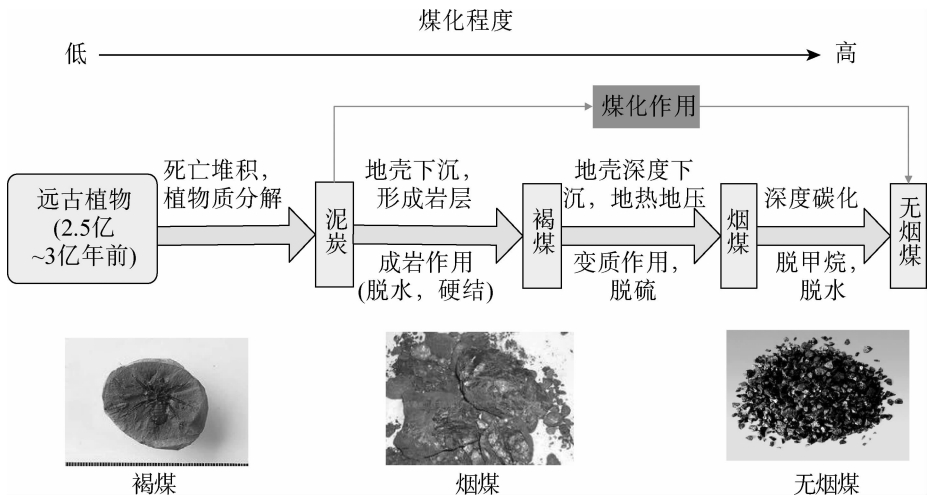 煤化程度
低
高
煤化作用
远古植物
(2.5亿
~3亿年前)
死亡堆积，
植物质分解
泥炭
地壳下沉，
形成岩层
成岩作用
(脱水，硬结)
褐煤
地壳深度下
沉，地热地压
变质作用，
脱硫
烟煤
深度碳化
脱甲烷，
脱水
无烟煤
褐煤
烟煤
无烟煤